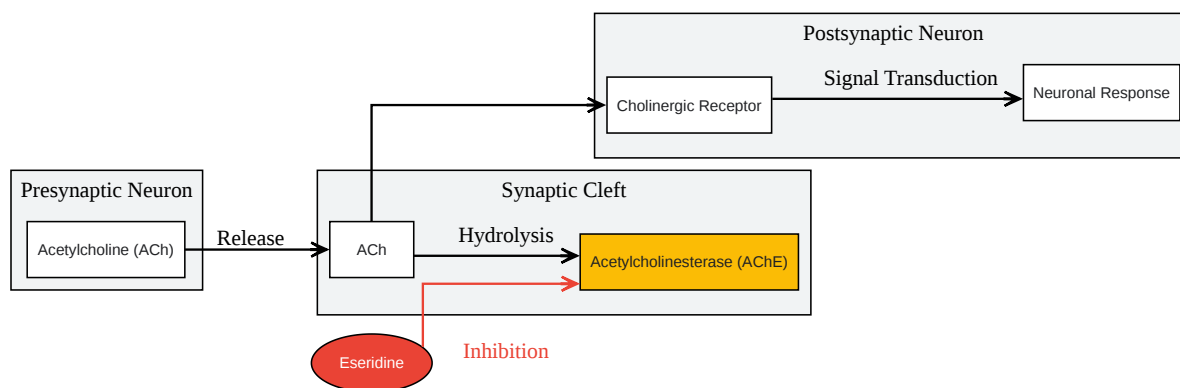 Postsynaptic Neuron
Signal Transduction
Cholinergic Receptor
Neuronal Response
Presynaptic Neuron
Synaptic Cleft
Acetylcholine (ACh)
Release
ACh
Hydrolysis
Acetylcholinesterase (AChE)
Eseridine
Inhibition